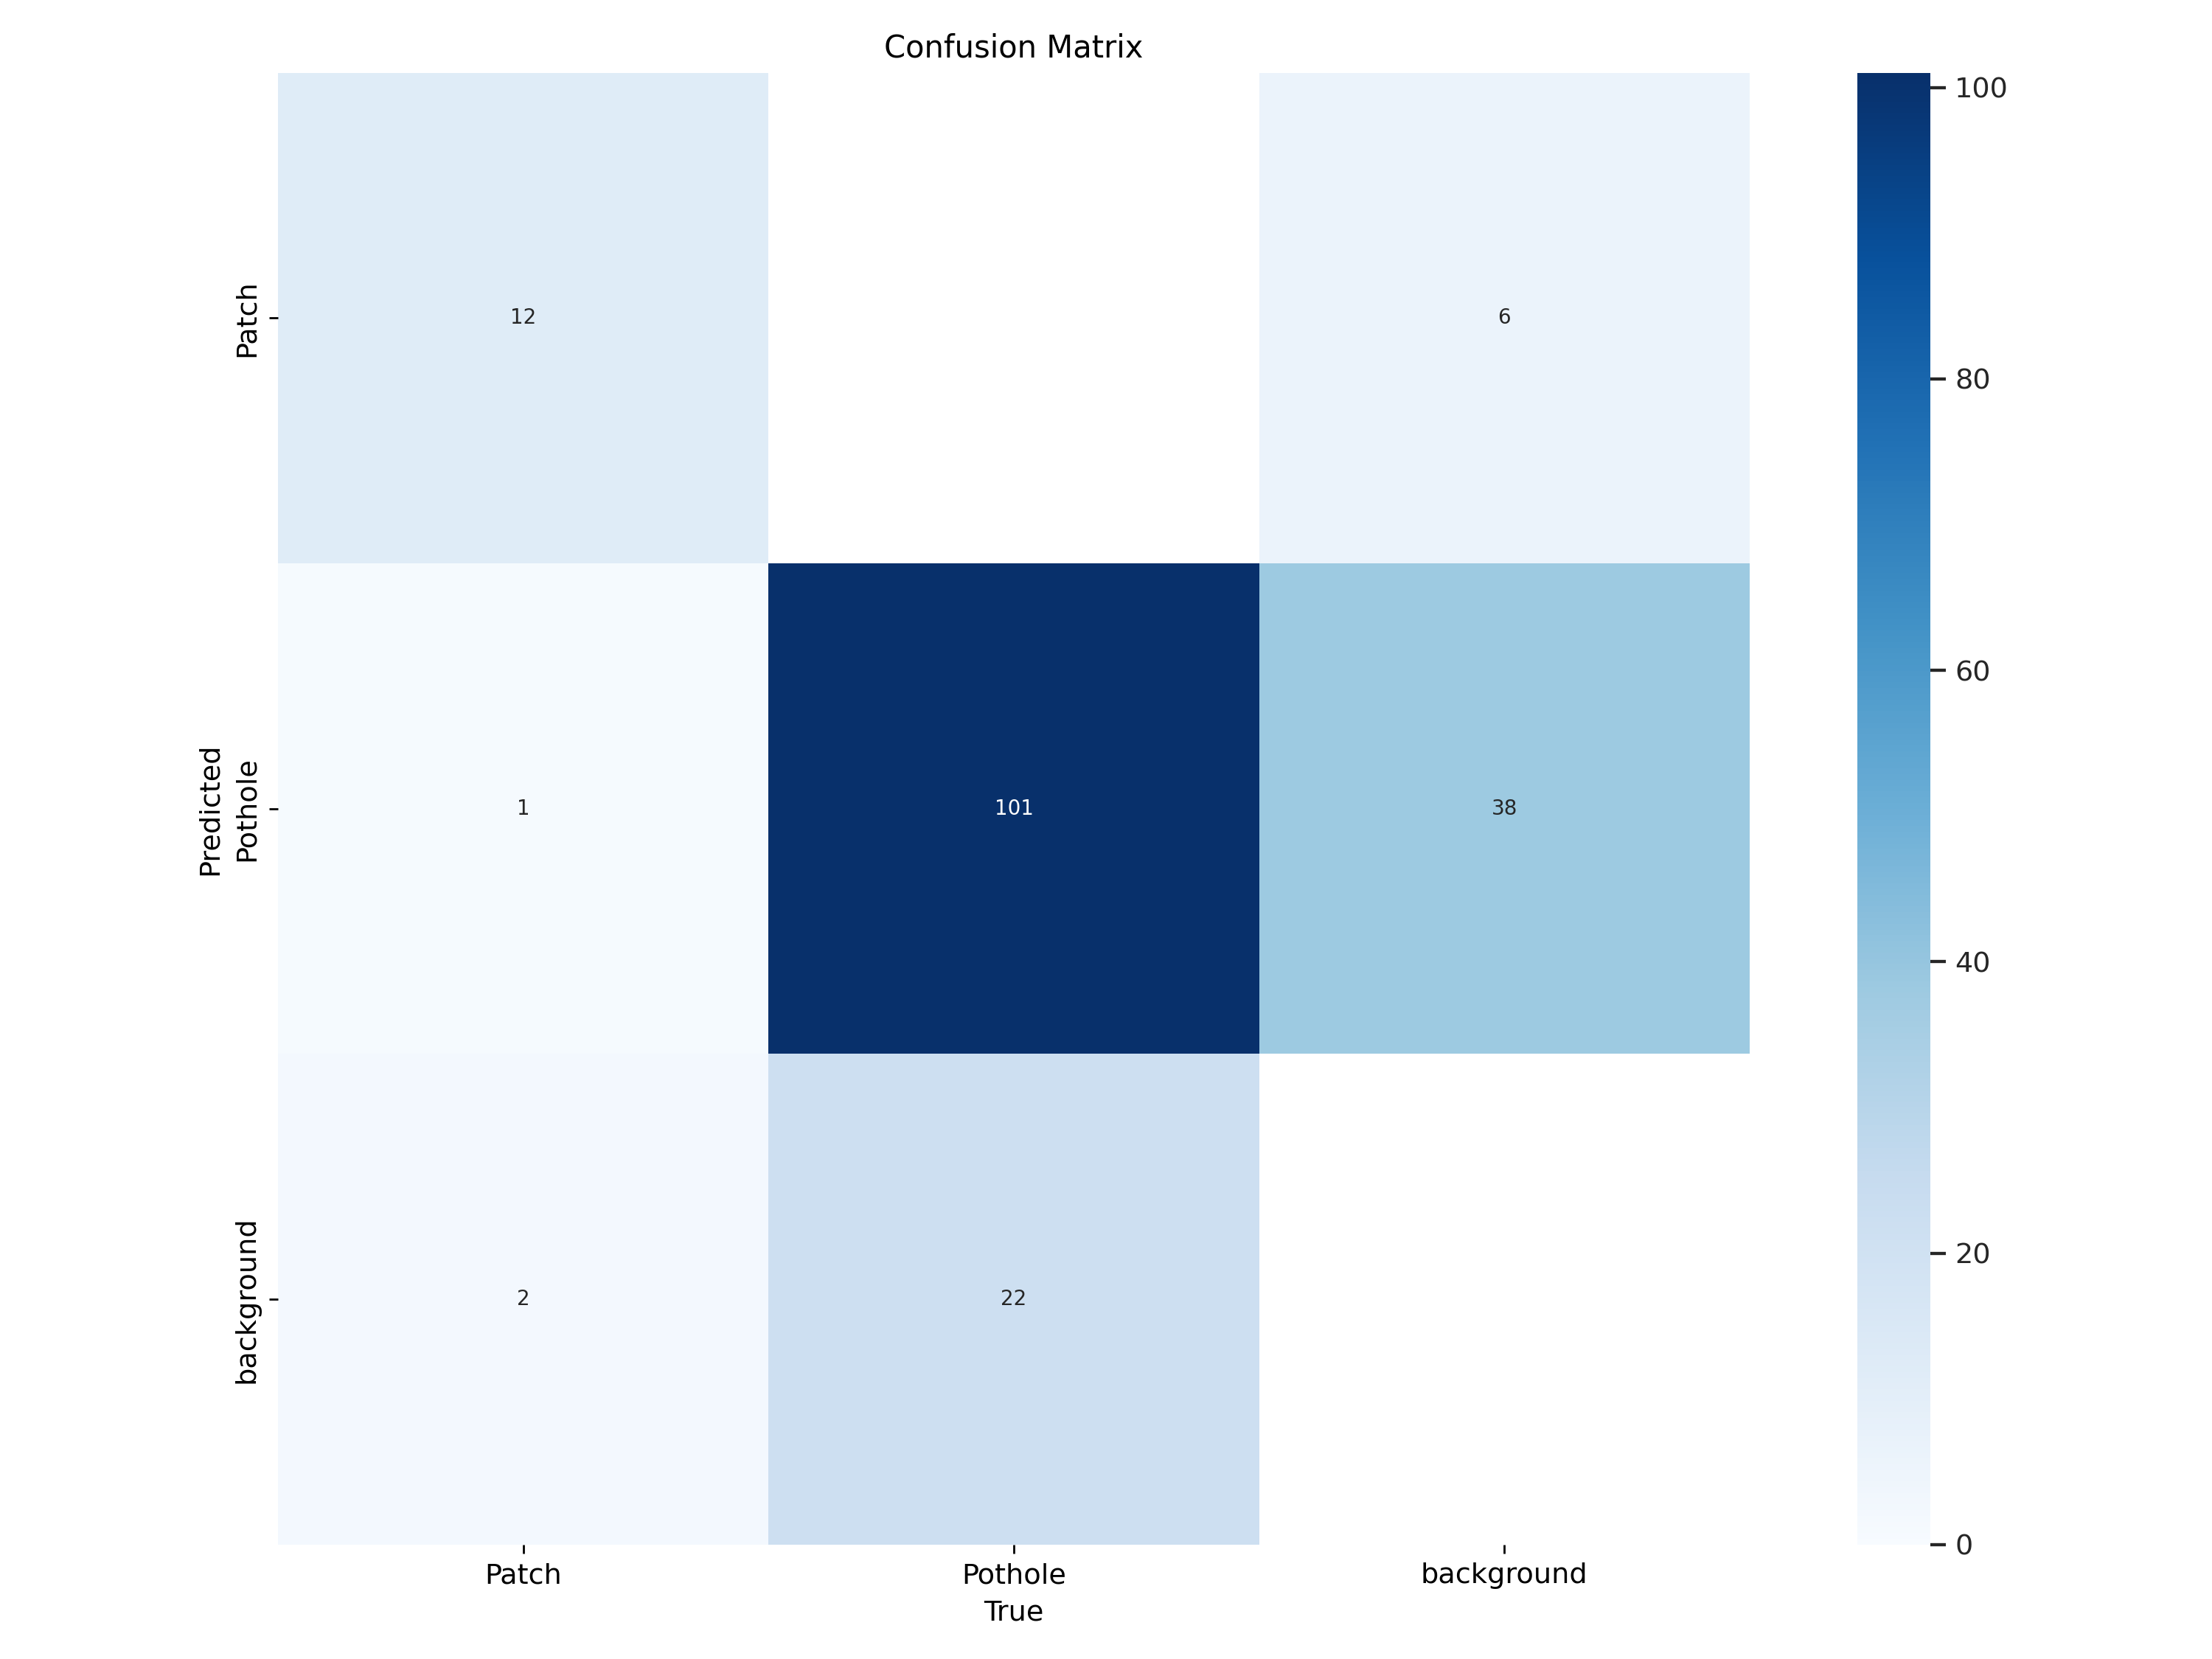 Confusion Matrix
Patch
12
6
100
80
60
40
20
0
Predicted
Pothole
1
101
38
background
2
22
Patch
Pothole
background
True